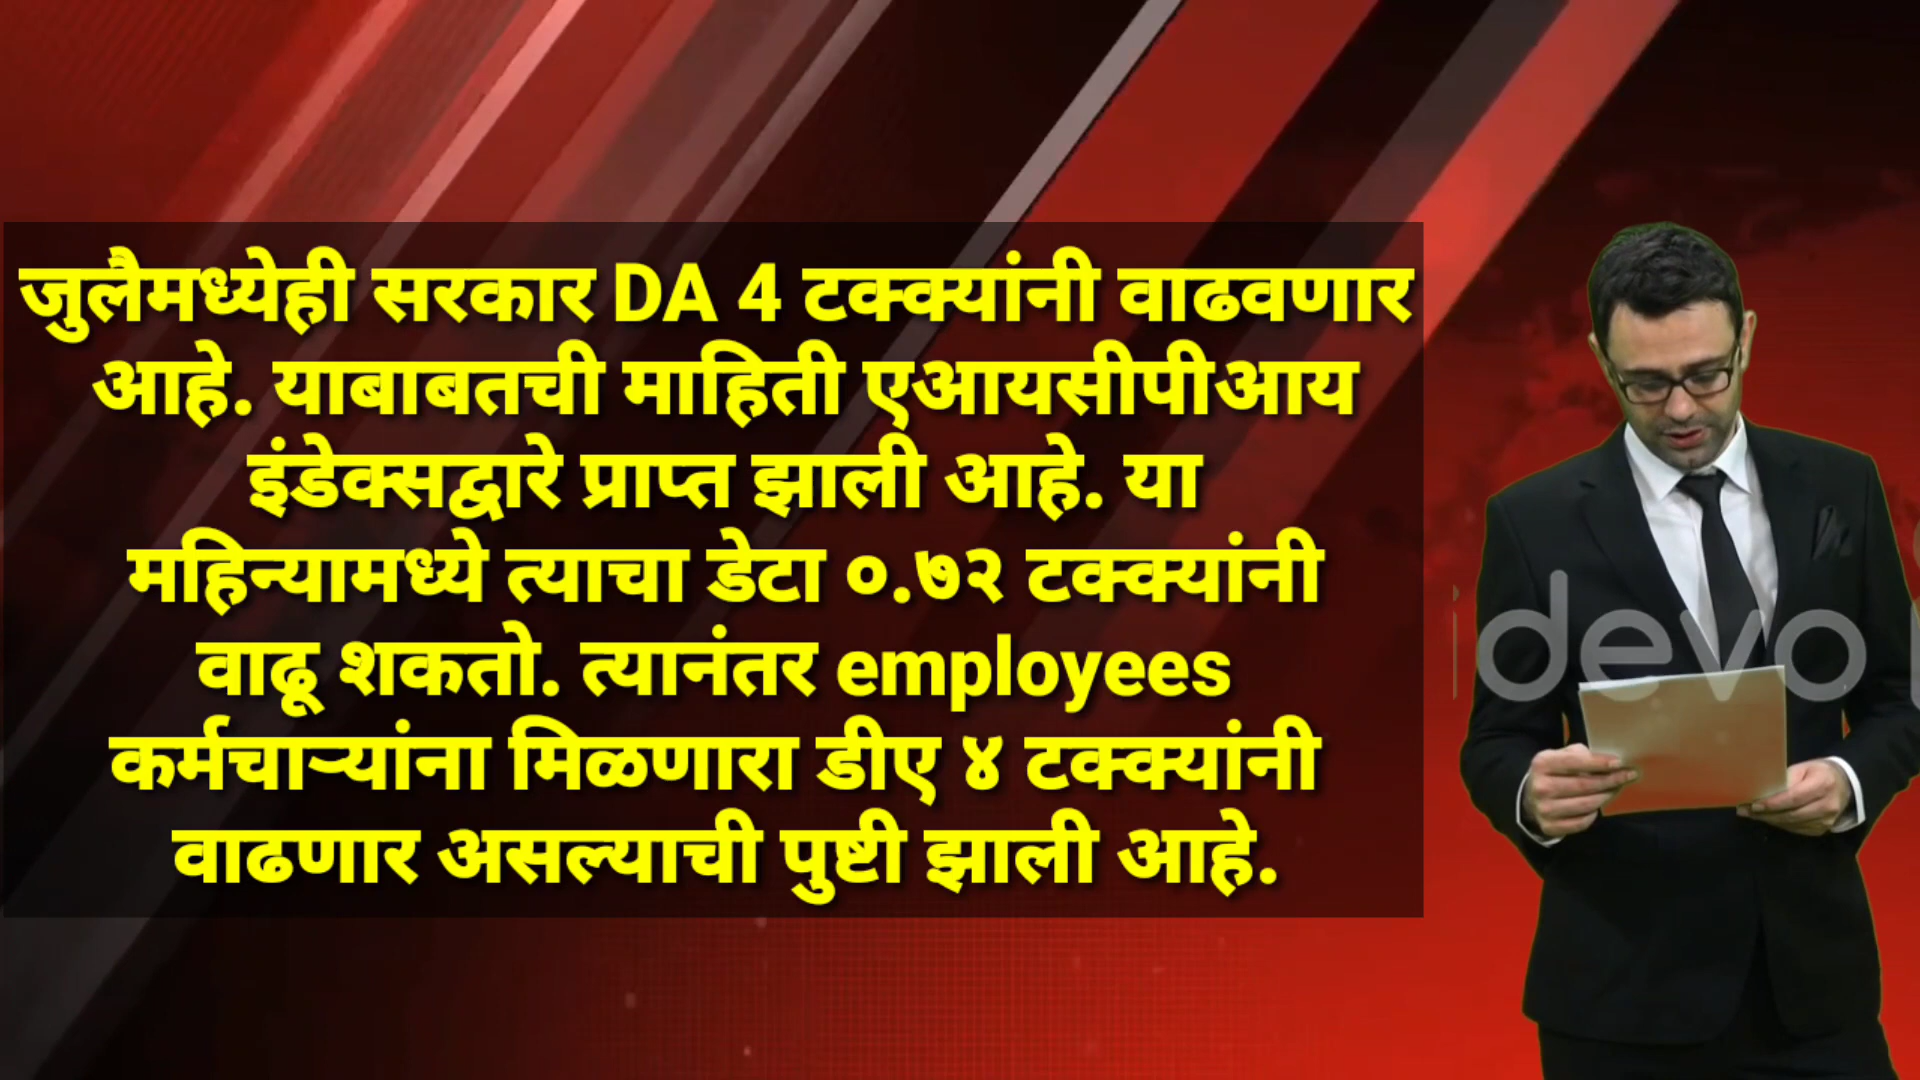 जुलैमध्येही सरकार DA 4 टक्क्यांनी वाढवणार
आहे. याबाबतची माहिती एआयसीपीआय
इंडेक्सद्वारे प्राप्त झाली आहे. या
महिन्यामध्ये त्याचा डेटा ०.७२ टक्क्यांनी
वाढू शकतो. त्यानंतर employees
कर्मचाऱ्यांना मिळणारा डीए ४ टक्क्यांनी
वाढणार असल्याची पुष्टी झाली आहे.
idevo